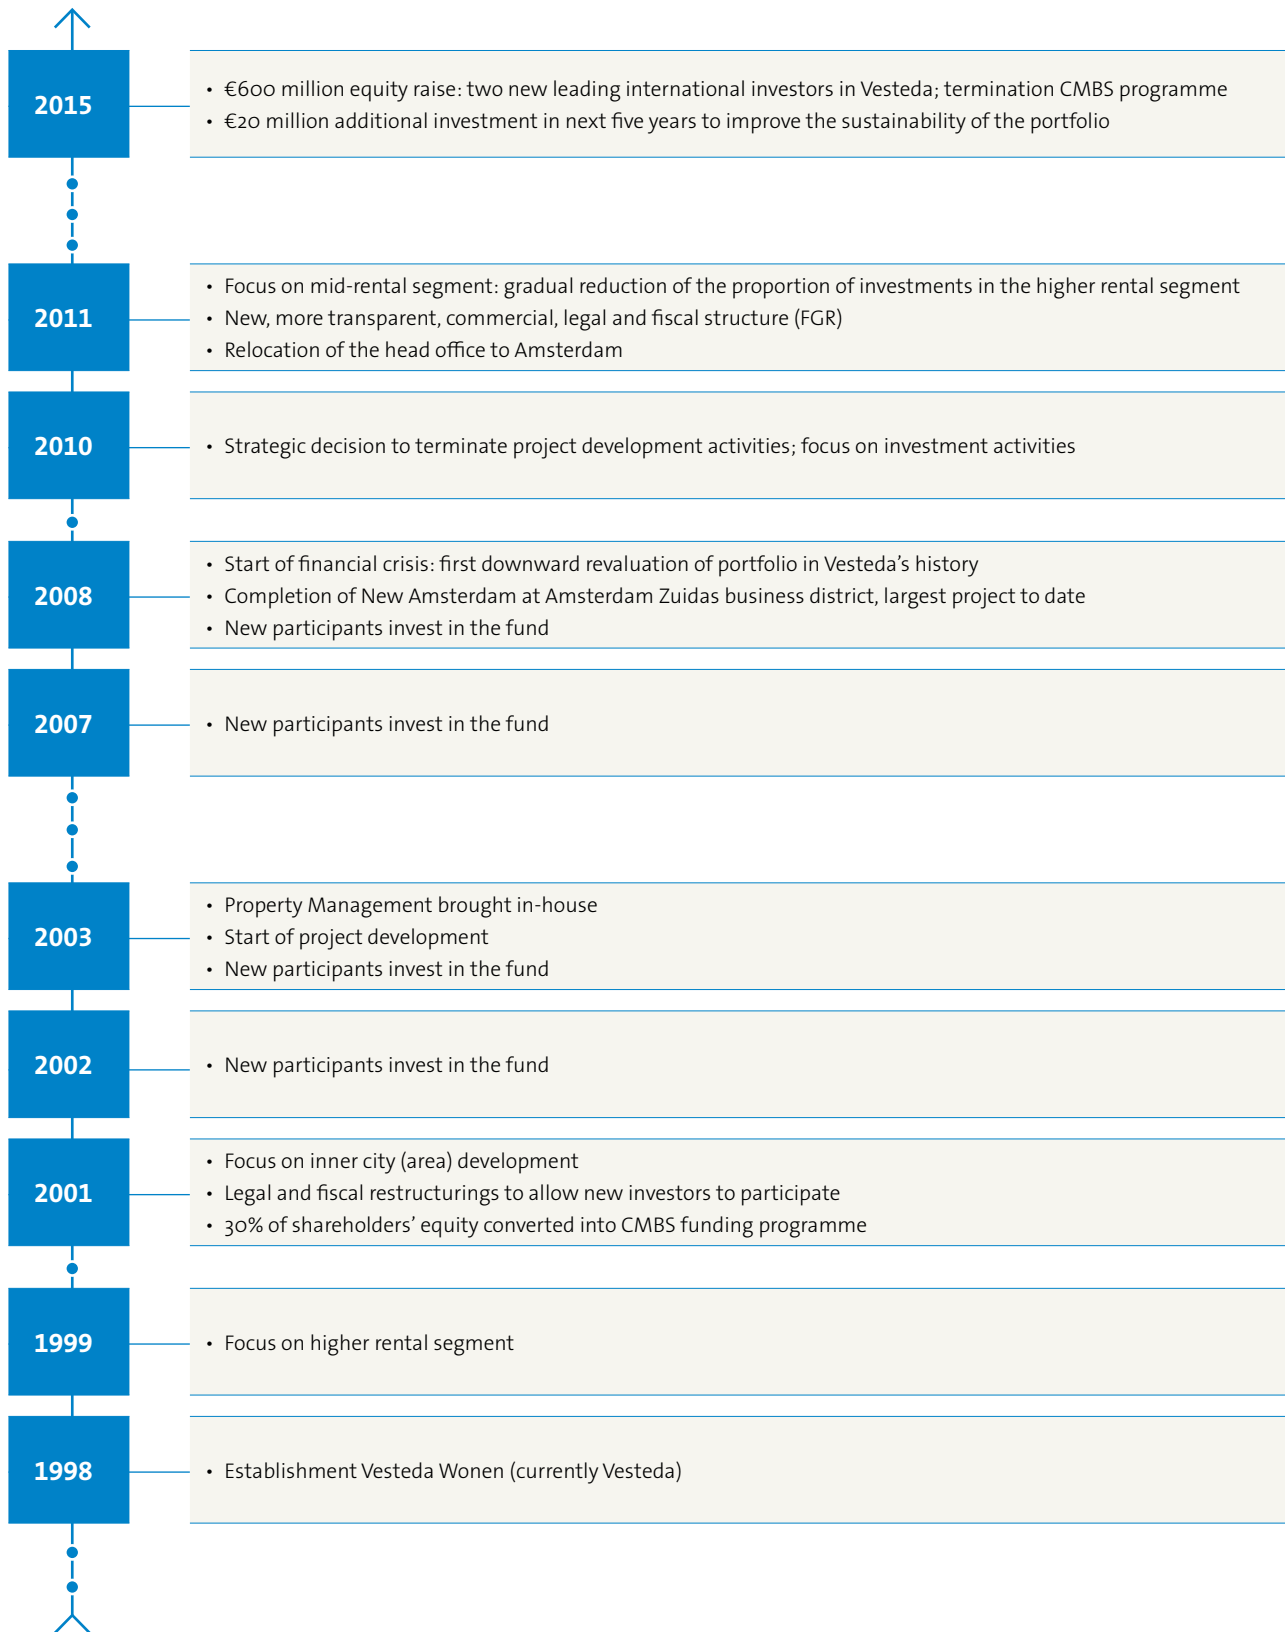 2015
• €600 million equity raise: two new leading international investors in Vesteda; termination CMBS programme
• €20 million additional investment in next five years to improve the sustainability of the portfolio
2011
• Focus on mid-rental segment: gradual reduction of the proportion of investments in the higher rental segment
• New, more transparent, commercial, legal and fiscal structure (FGR)
• Relocation of the head office to Amsterdam
2010
• Strategic decision to terminate project development activities; focus on investment activities
2008
• Start of financial crisis: first downward revaluation of portfolio in Vesteda’s history
• Completion of New Amsterdam at Amsterdam Zuidas business district, largest project to date
• New participants invest in the fund
2007
• New participants invest in the fund
2003
• Property Management brought in-house
• Start of project development
• New participants invest in the fund
2002
• New participants invest in the fund
2001
• Focus on inner city (area) development
• Legal and fiscal restructurings to allow new investors to participate
• 30% of shareholders’ equity converted into CMBS funding programme
1999
• Focus on higher rental segment
1998
• Establishment Vesteda Wonen (currently Vesteda)